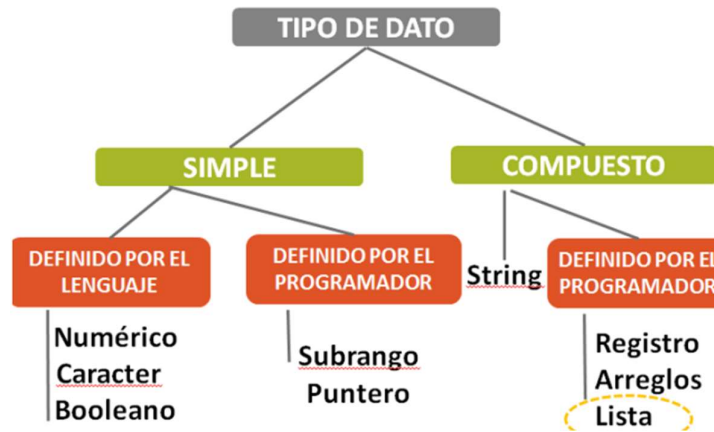 TIPO DE DATO
SIMPLE
COMPUESTO
DEFINIDO POR EL
LENGUAJE
DEFINIDO POR EL
PROGRAMADOR
String
DEFINIDO POR EL
PROGRAMADOR
Numérico
Caracter
Booleano
Subrango
Puntero
Registro
Arreglos
Lista